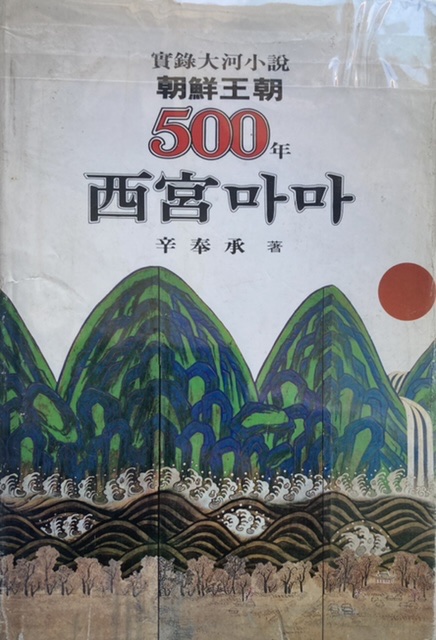 實錄大河小說
朝鮮王朝
500年
西宮마마
辛奉承 著